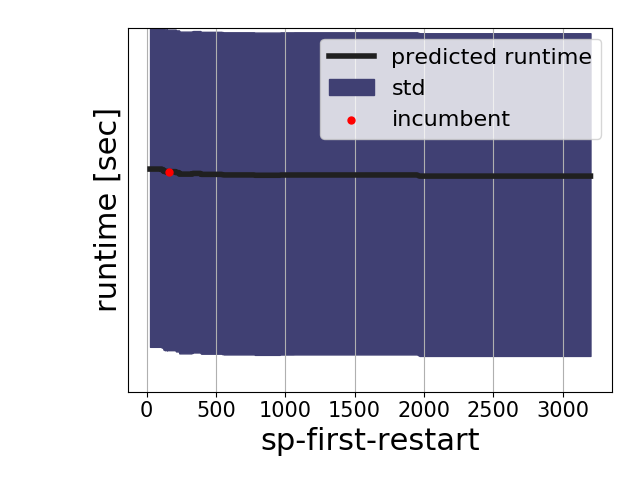 predicted runtime
std
incumbent
runtime [sec]
0 500 1000 1500 2000 2500 3000
sp-first-restart